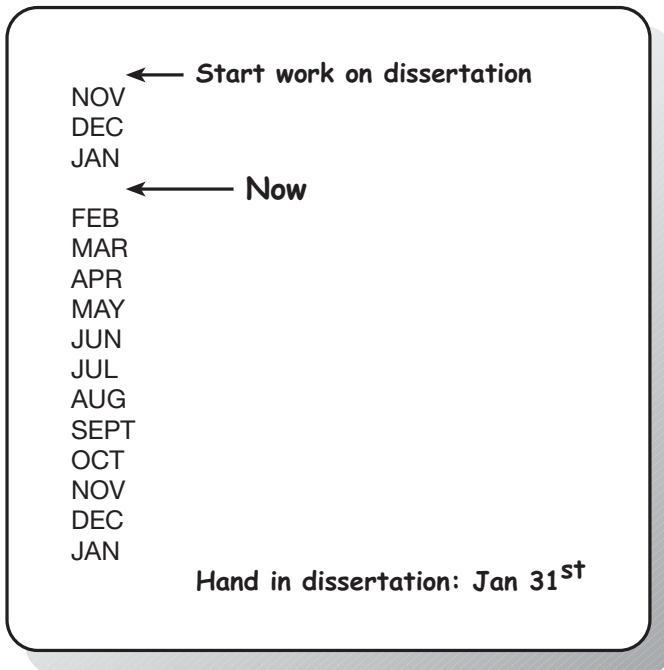 Start work on dissertation
NOV
DEC
JAN
Now
FEB
MAR
APR
MAY
JUN
JUL
AUG
SEPT
OCT
NOV
DEC
JAN
Hand in dissertation: Jan 31st